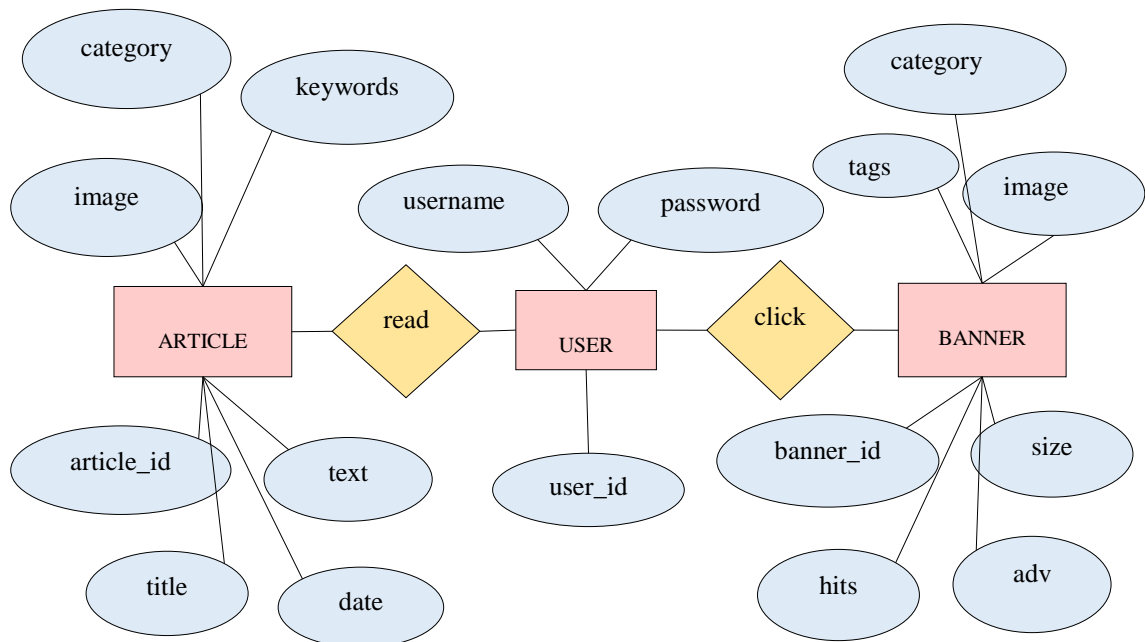 category
keywords
category
tags
image
image
username
password
ARTICLE
read
USER
click
BANNER
article_id
text
user_id
banner_id
size
title
date
hits
adv